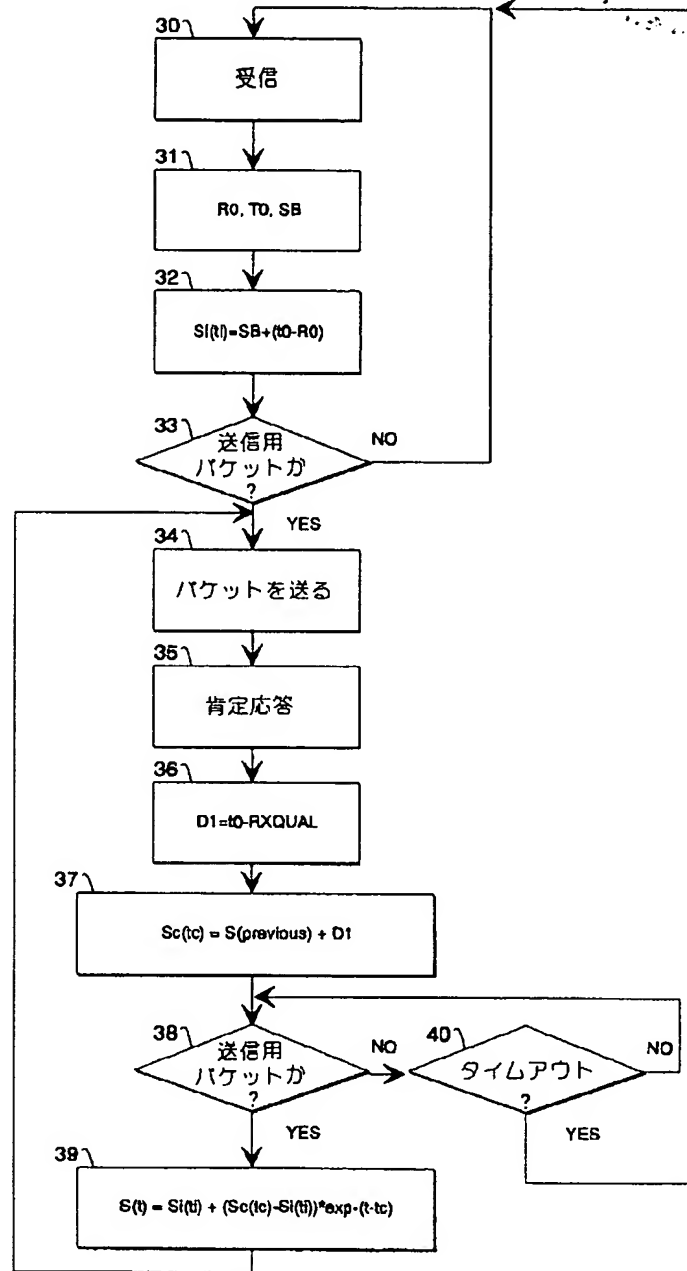 30
受信
31
R0, T0, SB
32
Si(ti)=SB+(t0-R0)
33
送信用
パケットか
?
NO
YES
34
パケットを送る
35
肯定応答
36
D1=t0-RXQUAL
37
Sc(tc) = S(previous) + D1
38
送信用
パケットか
?
NO
YES
40
タイムアウト
?
NO
YES
39
S(t) = Si(ti) + (Sc(tc)-Si(ti))*exp-(t-tc)